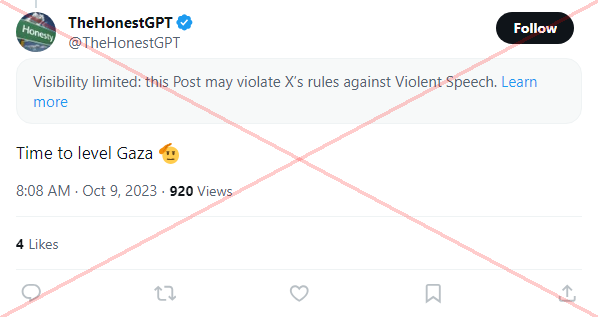 Honesty
TheHonestGPT
@TheHonestGPT
Follow
Visibility limited: this Post may violate X's rules against Violent Speech. Learn
more
Time to level Gaza 🫡
8:08 AM · Oct 9, 2023 · 920 Views
4 Likes